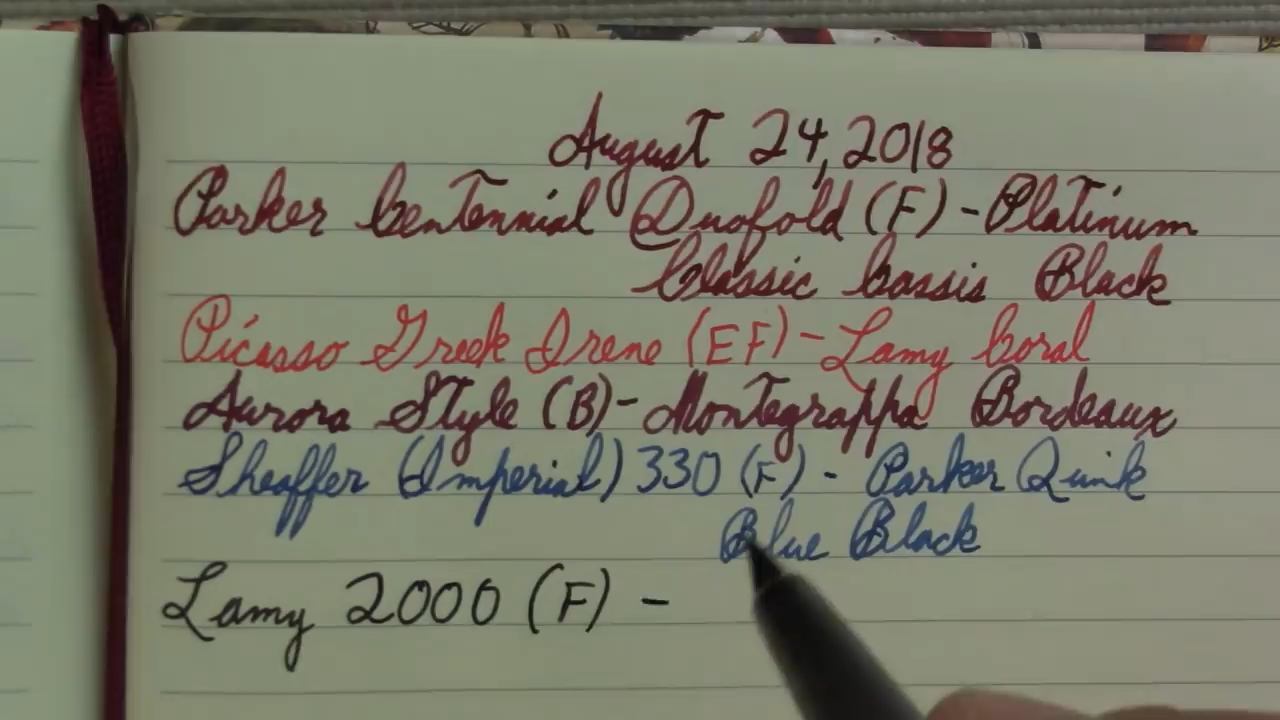 August 24, 2018
Parker Centennial Duofold (F) - Platinum
Classic Cassis Black
Picasso Greek Irene (EF) - Lamy Coral
Aurora Style (B) - Montegrappa Bordeaux
Sheaffer (Imperial) 330 (F) - Parker Quink
Blue Black
Lamy 2000 (F) -